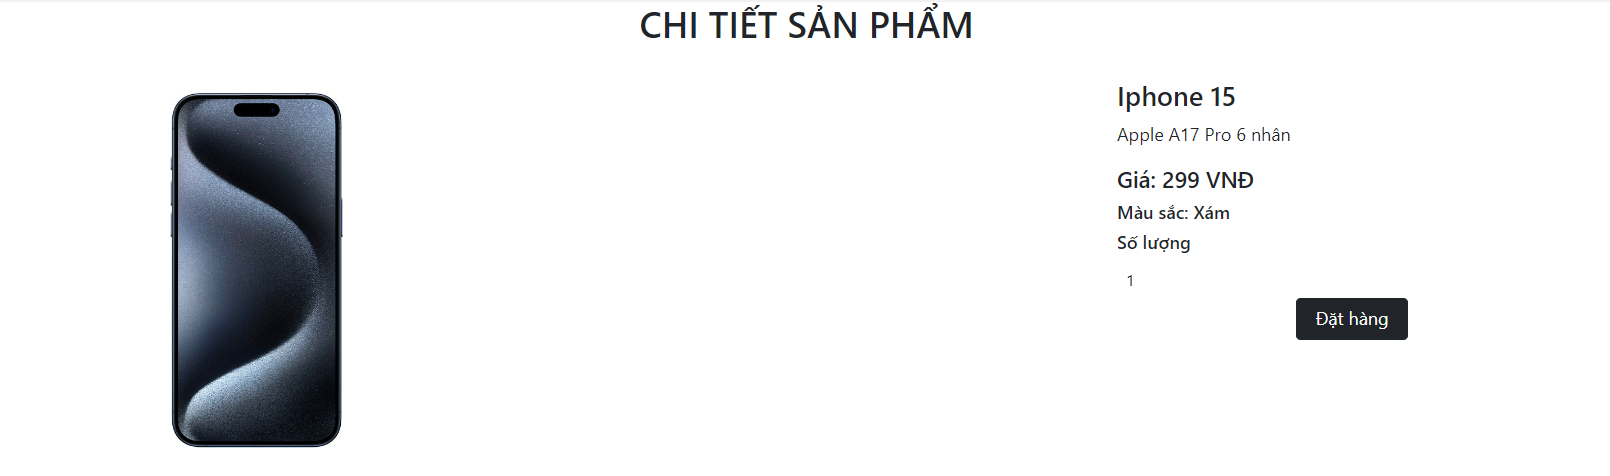 CHI TIẾT SẢN PHẨM
Iphone 15
Apple A17 Pro 6 nhân
Giá: 299 VNĐ
Màu sắc: Xám
Số lượng
1
Đặt hàng